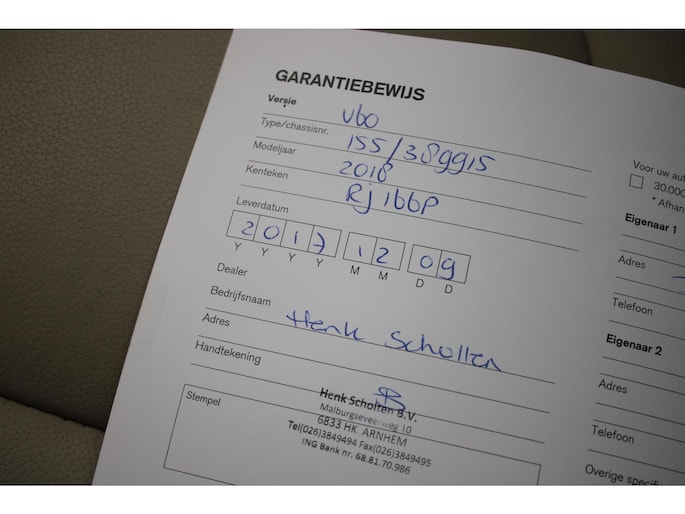 GARANTIEBEWIJS
Versie
V60
Type/chassisnr.
155/389915
Modeljaar
2018
Kenteken
RJ166P
Leverdatum
2017 12 09
Y Y Y Y M M D D
Dealer
Bedrijfsnaam
Henk Scholten
Adres
Handtekening
Stempel
Henk Scholten B.V.
Malburgseveerweg 10
6833 HK ARNHEM
Tel(026)3849494 Fax(026)3849495
ING Bank nr. 68.81.70.986
Voor uw aut
30.000
* Afhan
Eigenaar 1
Adres
Telefoon
Eigenaar 2
Adres
Telefoon
Overige specifi